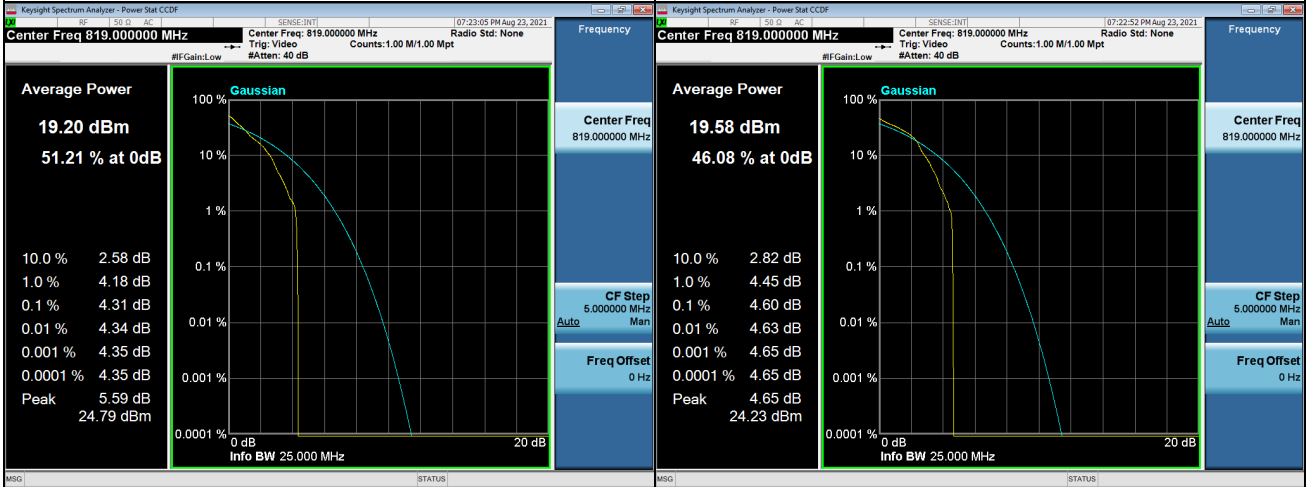 Keysight Spectrum Analyzer - Power Stat CCDF
RF 50 Ω AC SENSE:INT 07:23:05 PM Aug 23, 2021
Center Freq 819.000000 MHz
Center Freq: 819.000000 MHz Radio Std: None
Trig: Video Counts:1.00 M/1.00 Mpt
#IFGain:Low #Atten: 40 dB
Average Power
19.20 dBm
51.21 % at 0dB
10.0 % 2.58 dB
1.0 % 4.18 dB
0.1 % 4.31 dB
0.01 % 4.34 dB
0.001 % 4.35 dB
0.0001 % 4.35 dB
Peak 5.59 dB
24.79 dBm
Gaussian
100 %
10 %
1 %
0.1 %
0.01 %
0.001 %
0.0001 %
0 dB 20 dB
Info BW 25.000 MHz
Frequency
Center Freq
819.000000 MHz
CF Step
5.000000 MHz
Auto Man
Freq Offset
0 Hz
MSG STATUS
Keysight Spectrum Analyzer - Power Stat CCDF
RF 50 Ω AC SENSE:INT 07:22:52 PM Aug 23, 2021
Center Freq 819.000000 MHz
Center Freq: 819.000000 MHz Radio Std: None
Trig: Video Counts:1.00 M/1.00 Mpt
#IFGain:Low #Atten: 40 dB
Average Power
19.58 dBm
46.08 % at 0dB
10.0 % 2.82 dB
1.0 % 4.45 dB
0.1 % 4.60 dB
0.01 % 4.63 dB
0.001 % 4.65 dB
0.0001 % 4.65 dB
Peak 4.65 dB
24.23 dBm
Gaussian
100 %
10 %
1 %
0.1 %
0.01 %
0.001 %
0.0001 %
0 dB 20 dB
Info BW 25.000 MHz
Frequency
Center Freq
819.000000 MHz
CF Step
5.000000 MHz
Auto Man
Freq Offset
0 Hz
MSG STATUS